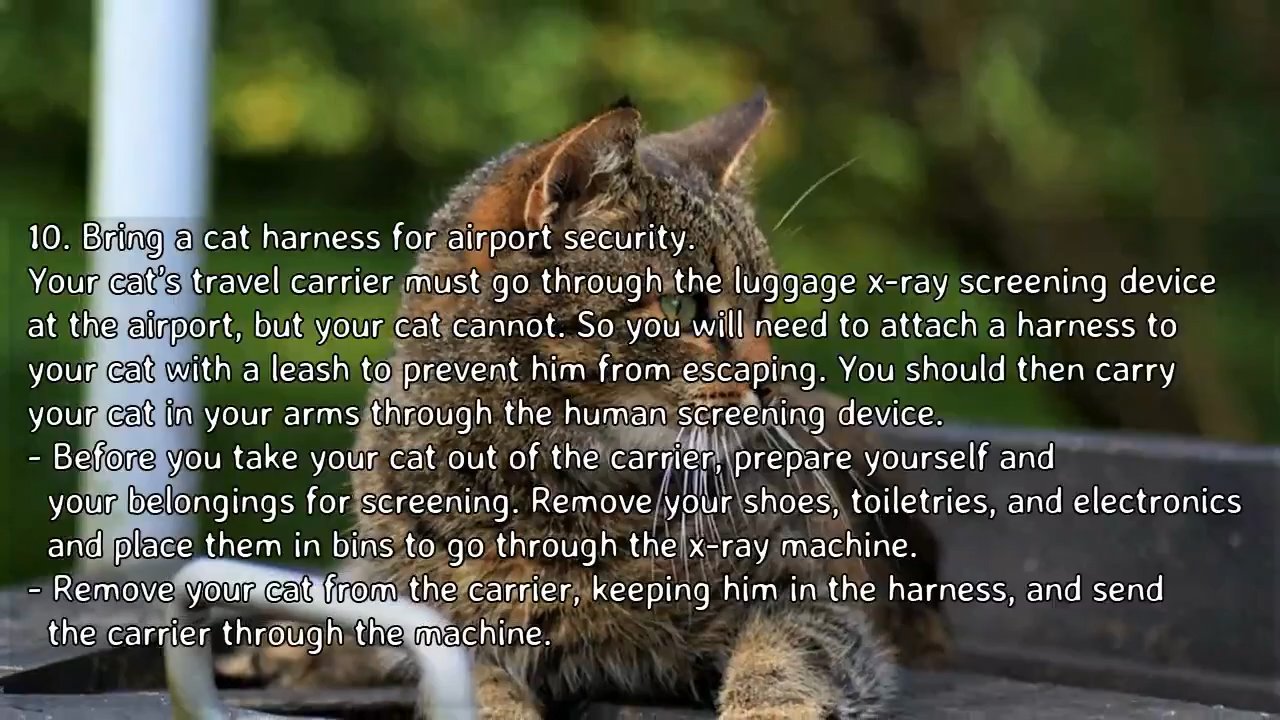 10. Bring a cat harness for airport security.
Your cat's travel carrier must go through the luggage x-ray screening device
at the airport, but your cat cannot. So you will need to attach a harness to
your cat with a leash to prevent him from escaping. You should then carry
your cat in your arms through the human screening device.
- Before you take your cat out of the carrier, prepare yourself and
your belongings for screening. Remove your shoes, toiletries, and electronics
and place them in bins to go through the x-ray machine.
- Remove your cat from the carrier, keeping him in the harness, and send
the carrier through the machine.